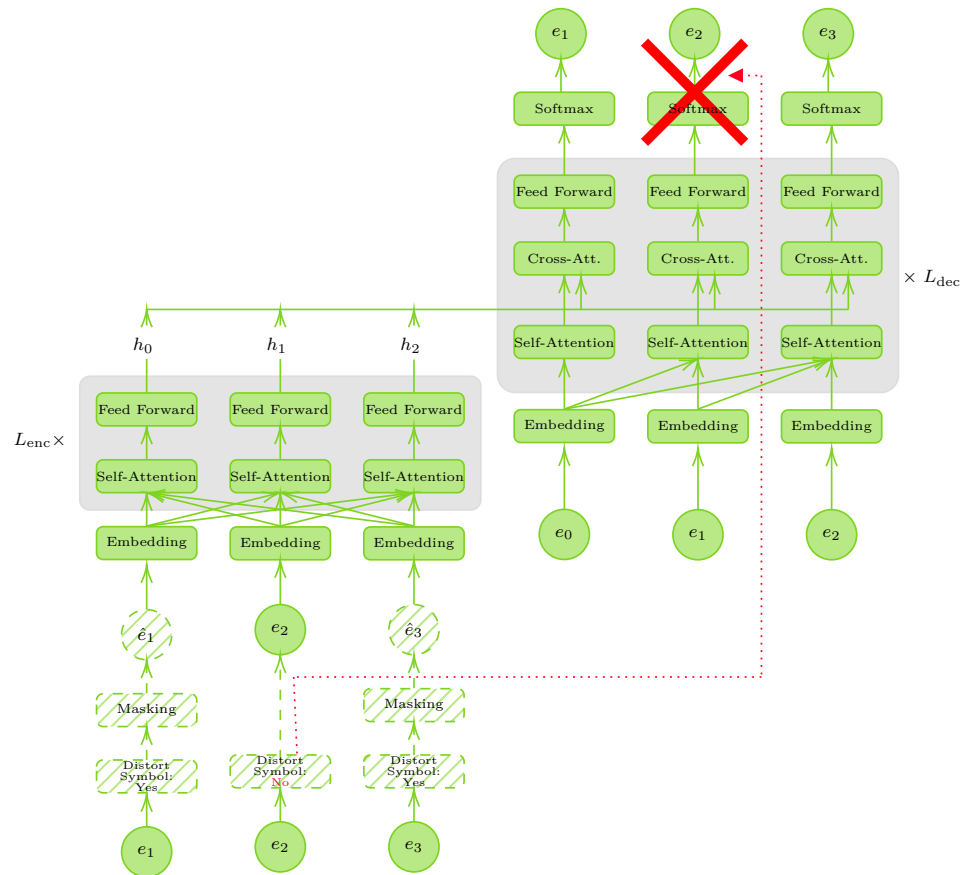 e₁ e₂ e₃
Softmax Softmax Softmax
Feed Forward Feed Forward Feed Forward
Cross-Att. Cross-Att. Cross-Att.
× L_dec
Self-Attention Self-Attention Self-Attention
h₀ h₁ h₂
Embedding Embedding Embedding
Feed Forward Feed Forward Feed Forward
L_enc×
Self-Attention Self-Attention Self-Attention
e₀ e₁ e₂
Embedding Embedding Embedding
ê₁ e₂ ê₃
Masking Masking
Distort Distort Distort
Symbol: Symbol: Symbol:
Yes No Yes
e₁ e₂ e₃